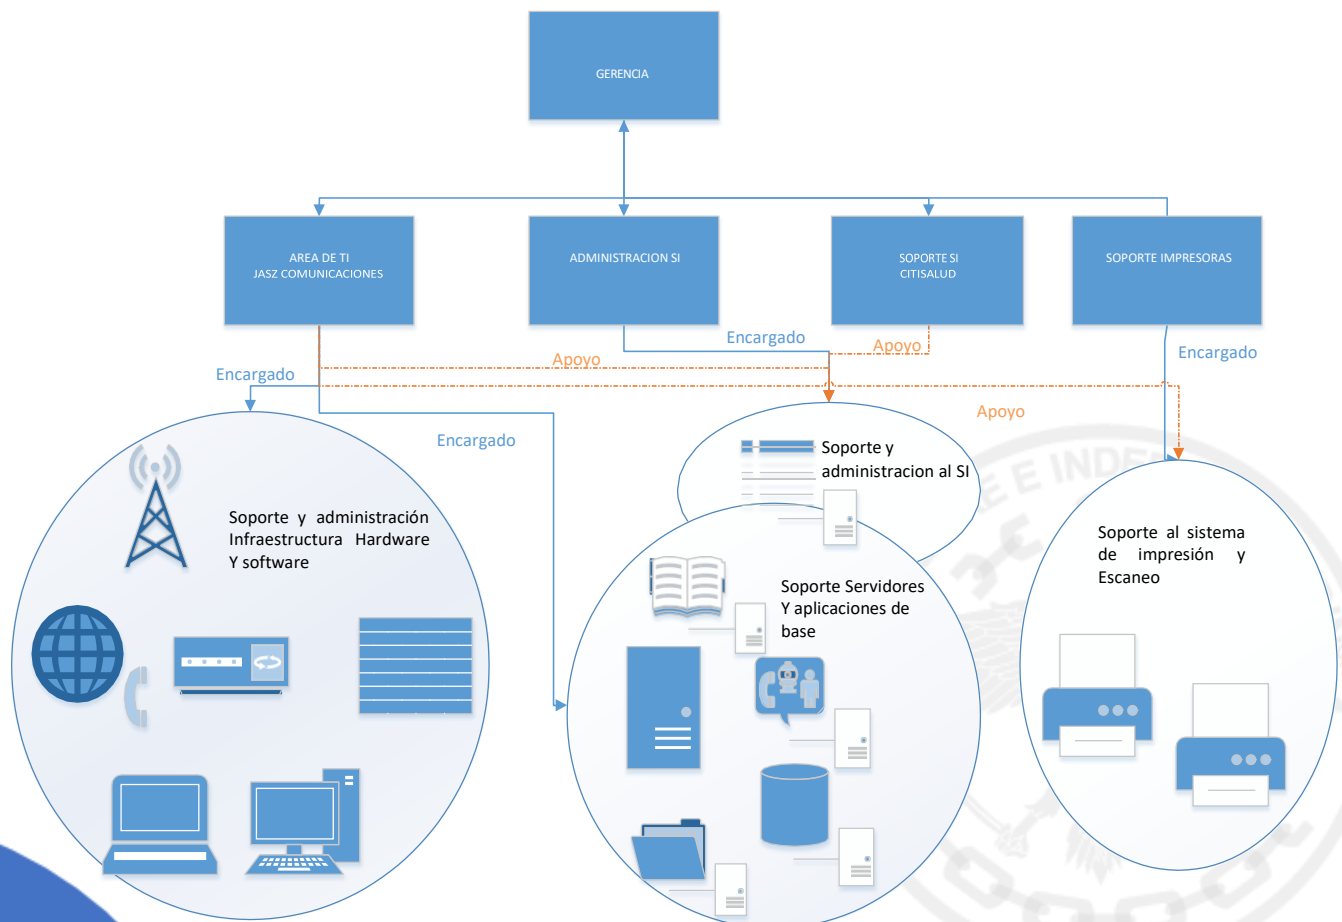 GERENCIA
AREA DE TI
JASZ COMUNICACIONES
ADMINISTRACION SI
SOPORTE SI
CITISALUD
SOPORTE IMPRESORAS
Encargado
Apoyo
Encargado
Apoyo
Encargado
Encargado
Apoyo
Soporte y
administracion al SI
Soporte y administración
Infraestructura Hardware
Y software
Soporte al sistema
de impresión y
Escaneo
Soporte Servidores
Y aplicaciones de
base
E E INDE